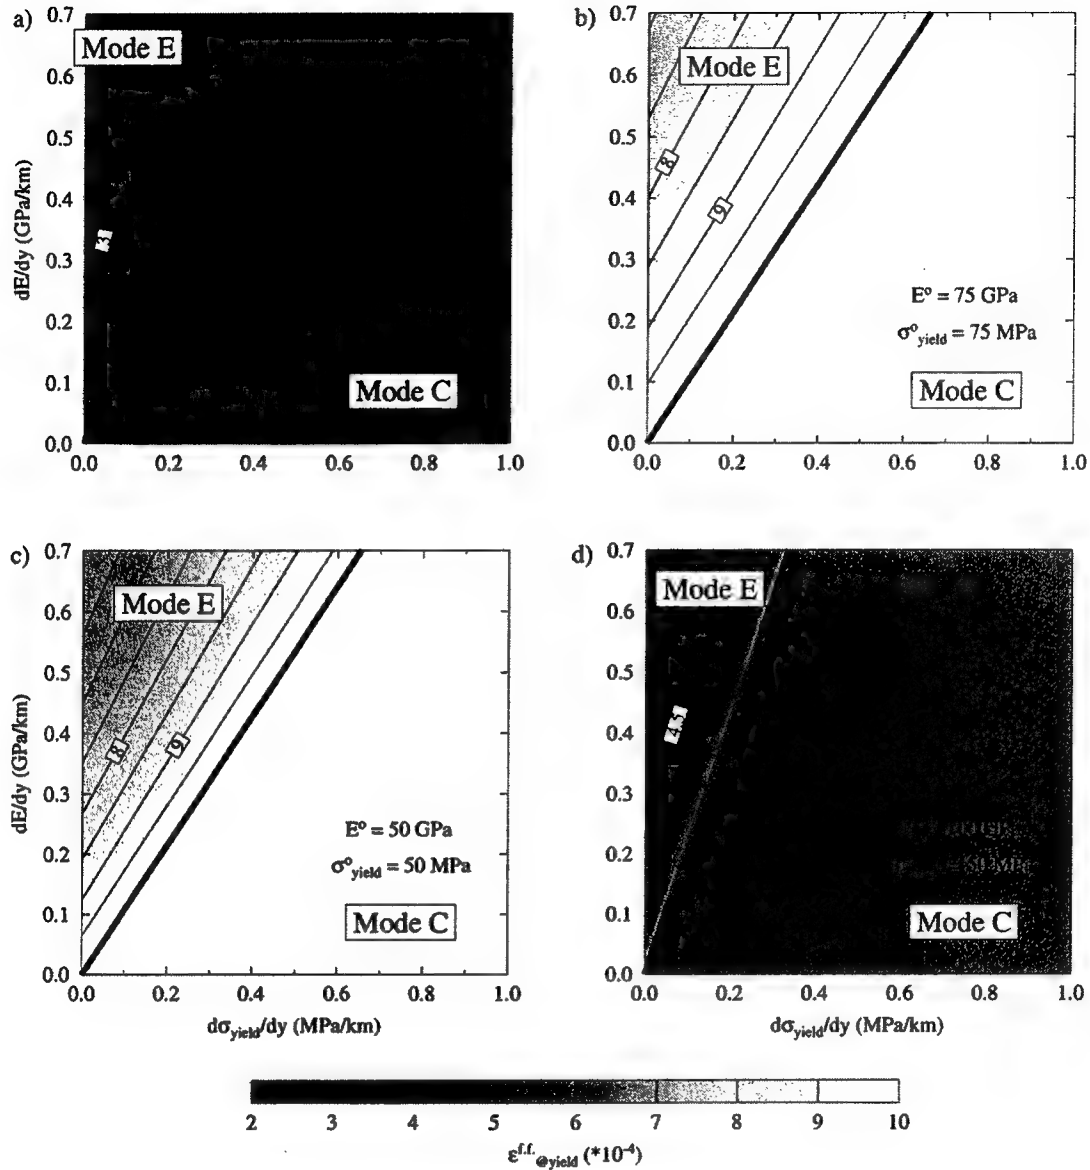 a)
Mode E
0.7
0.6
0.5
0.4
0.3
0.2
0.1
0.0
dE/dy (GPa/km)
3
Mode C
0.0 0.2 0.4 0.6 0.8 1.0
b)
0.7
0.6
0.5
0.4
0.3
0.2
0.1
0.0
Mode E
8
9
E° = 75 GPa
σ°yield = 75 MPa
Mode C
0.0 0.2 0.4 0.6 0.8 1.0
c)
0.7
0.6
0.5
0.4
0.3
0.2
0.1
0.0
dE/dy (GPa/km)
Mode E
8
9
E° = 50 GPa
σ°yield = 50 MPa
Mode C
0.0 0.2 0.4 0.6 0.8 1.0
dσyield/dy (MPa/km)
d)
0.7
0.6
0.5
0.4
0.3
0.2
0.1
0.0
Mode E
4.5
Mode C
0.0 0.2 0.4 0.6 0.8 1.0
dσyield/dy (MPa/km)
2 3 4 5 6 7 8 9 10
εf.f.@yield (*10-4)